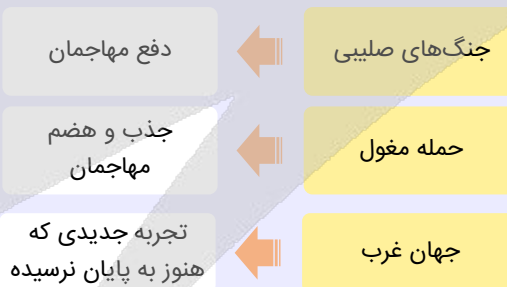 جنگ‌های صلیبی
دفع مهاجمان
حمله مغول
جذب و هضم
مهاجمان
جهان غرب
تجربه جدیدی که
هنوز به پایان نرسیده